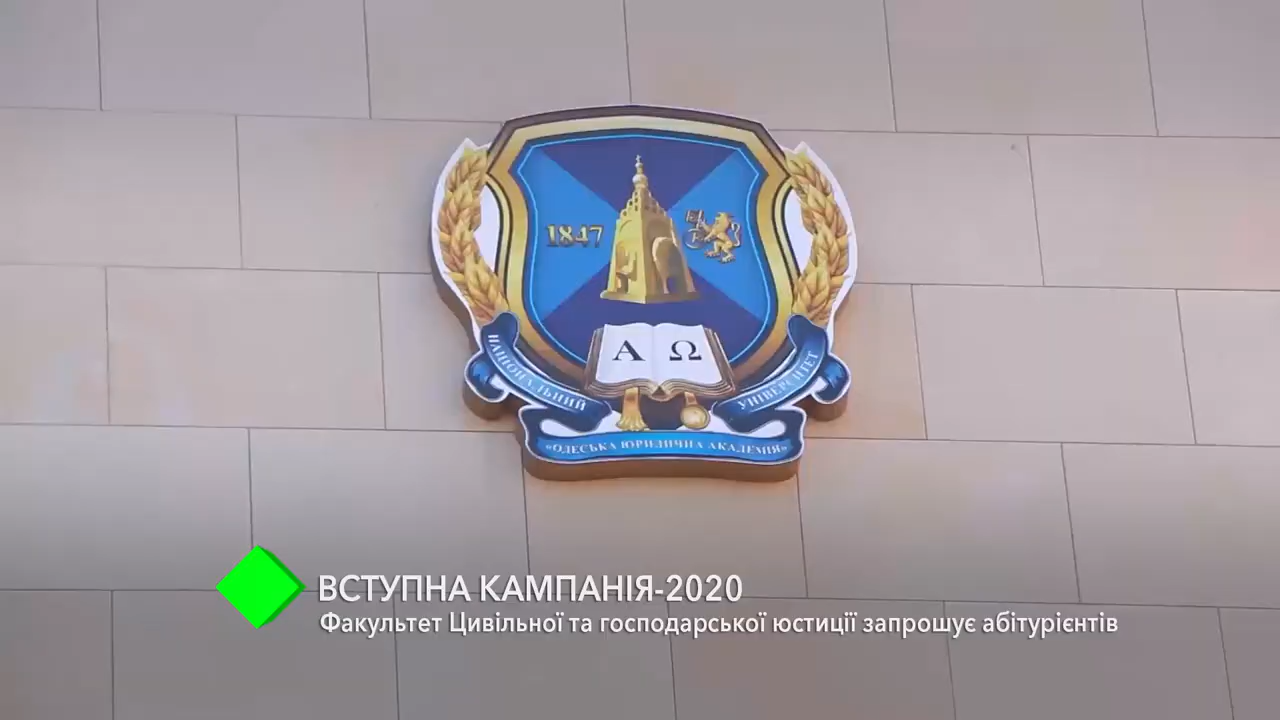 1847
Α Ω
НАЦІОНАЛЬНИЙ УНІВЕРСИТЕТ
«ОДЕСЬКА ЮРИДИЧНА АКАДЕМІЯ»
ВСТУПНА КАМПАНІЯ-2020
Факультет Цивільної та господарської юстиції запрошує абітурієнтів